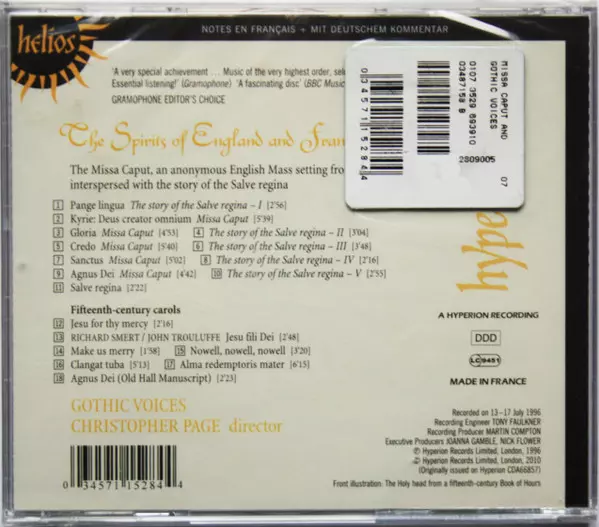 helios
NOTES EN FRANÇAIS + MIT DEUTSCHEM KOMMENTAR
'A very special achievement … Music of the very highest order,
Essential listening!' (Gramophone) 'A fascinating disc' (BBC
GRAMOPHONE EDITOR'S CHOICE
MISSA CAPUT AND
GOTHIC VOICES
0107 3529 693910
03487158 8
2809005
07
0 34571 15284 4
The Spirits of England and
The Missa Caput, an anonymous English Mass setting
interspersed with the story of the Salve regina
1 Pange lingua The story of the Salve regina – I [2'56]
2 Kyrie: Deus creator omnium Missa Caput [5'39]
3 Gloria Missa Caput [4'53] 4 The story of the Salve regina – II [3'04]
5 Credo Missa Caput [5'40] 6 The story of the Salve regina – III [3'48]
7 Sanctus Missa Caput [5'02] 8 The story of the Salve regina – IV [2'16]
9 Agnus Dei Missa Caput [4'42] 10 The story of the Salve regina – V [2'55]
11 Salve regina [2'22]
Fifteenth-century carols
12 Jesu for thy mercy [2'16]
13 RICHARD SMERT / JOHN TROULUFFE Jesu fili Dei [2'48]
14 Make us merry [1'58] 15 Nowell, nowell, nowell [3'20]
16 Clangat tuba [5'13] 17 Alma redemptoris mater [6'15]
18 Agnus Dei (Old Hall Manuscript) [2'23]
GOTHIC VOICES
CHRISTOPHER PAGE director
0 34571 15284 4
A HYPERION RECORDING
DDD
LC 9451
MADE IN FRANCE
Recorded on 13–17 July 1996
Recording Engineer TONY FAULKNER
Recording Producer MARTIN COMPTON
Executive Producers JOANNA GAMBLE, NICK FLOWER
℗ Hyperion Records Limited, London, 1996
© Hyperion Records Limited, London, 2010
(Originally issued on Hyperion CDA66857)
Front illustration: The Holy head from a fifteenth-century Book of Hours